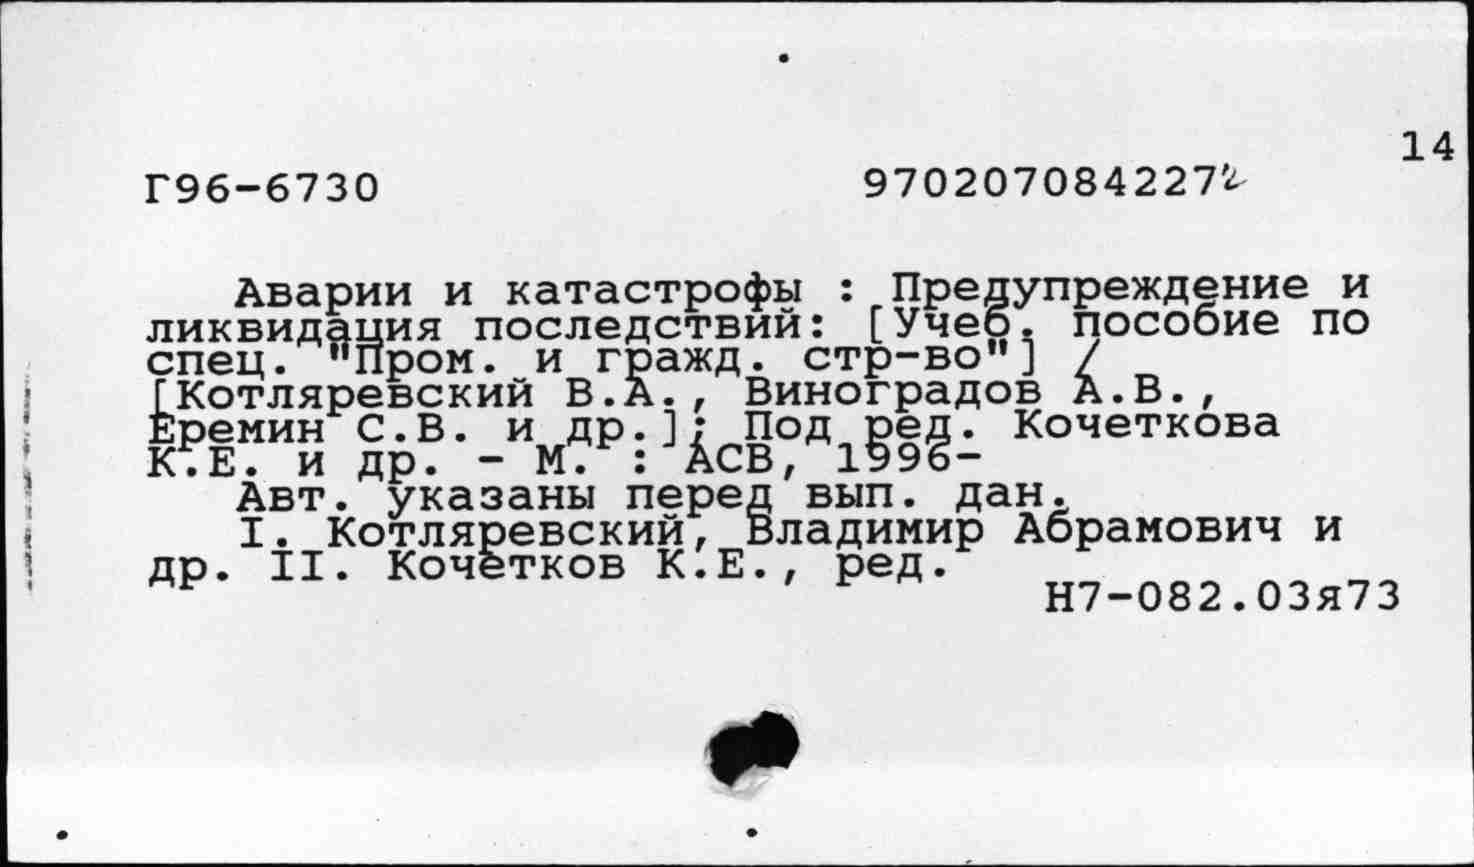 14
Г96-6730 970207084227
Аварии и катастрофы : Предупреждение и
ликвидация последствий: [Учеб. пособие по
спец. "Пром. и гражд. стр-во"] /
[Котляревский В.А., Виноградов А.В.,
Еремин С.В. и др.]; Под ред. Кочеткова
К.Е. и др. - М. : АСВ, 1996-
Авт. указаны перед вып. дан.
I. Котляревский, Владимир Абрамович и
др. II. Кочетков К.Е., ред.
Н7-082.03я73